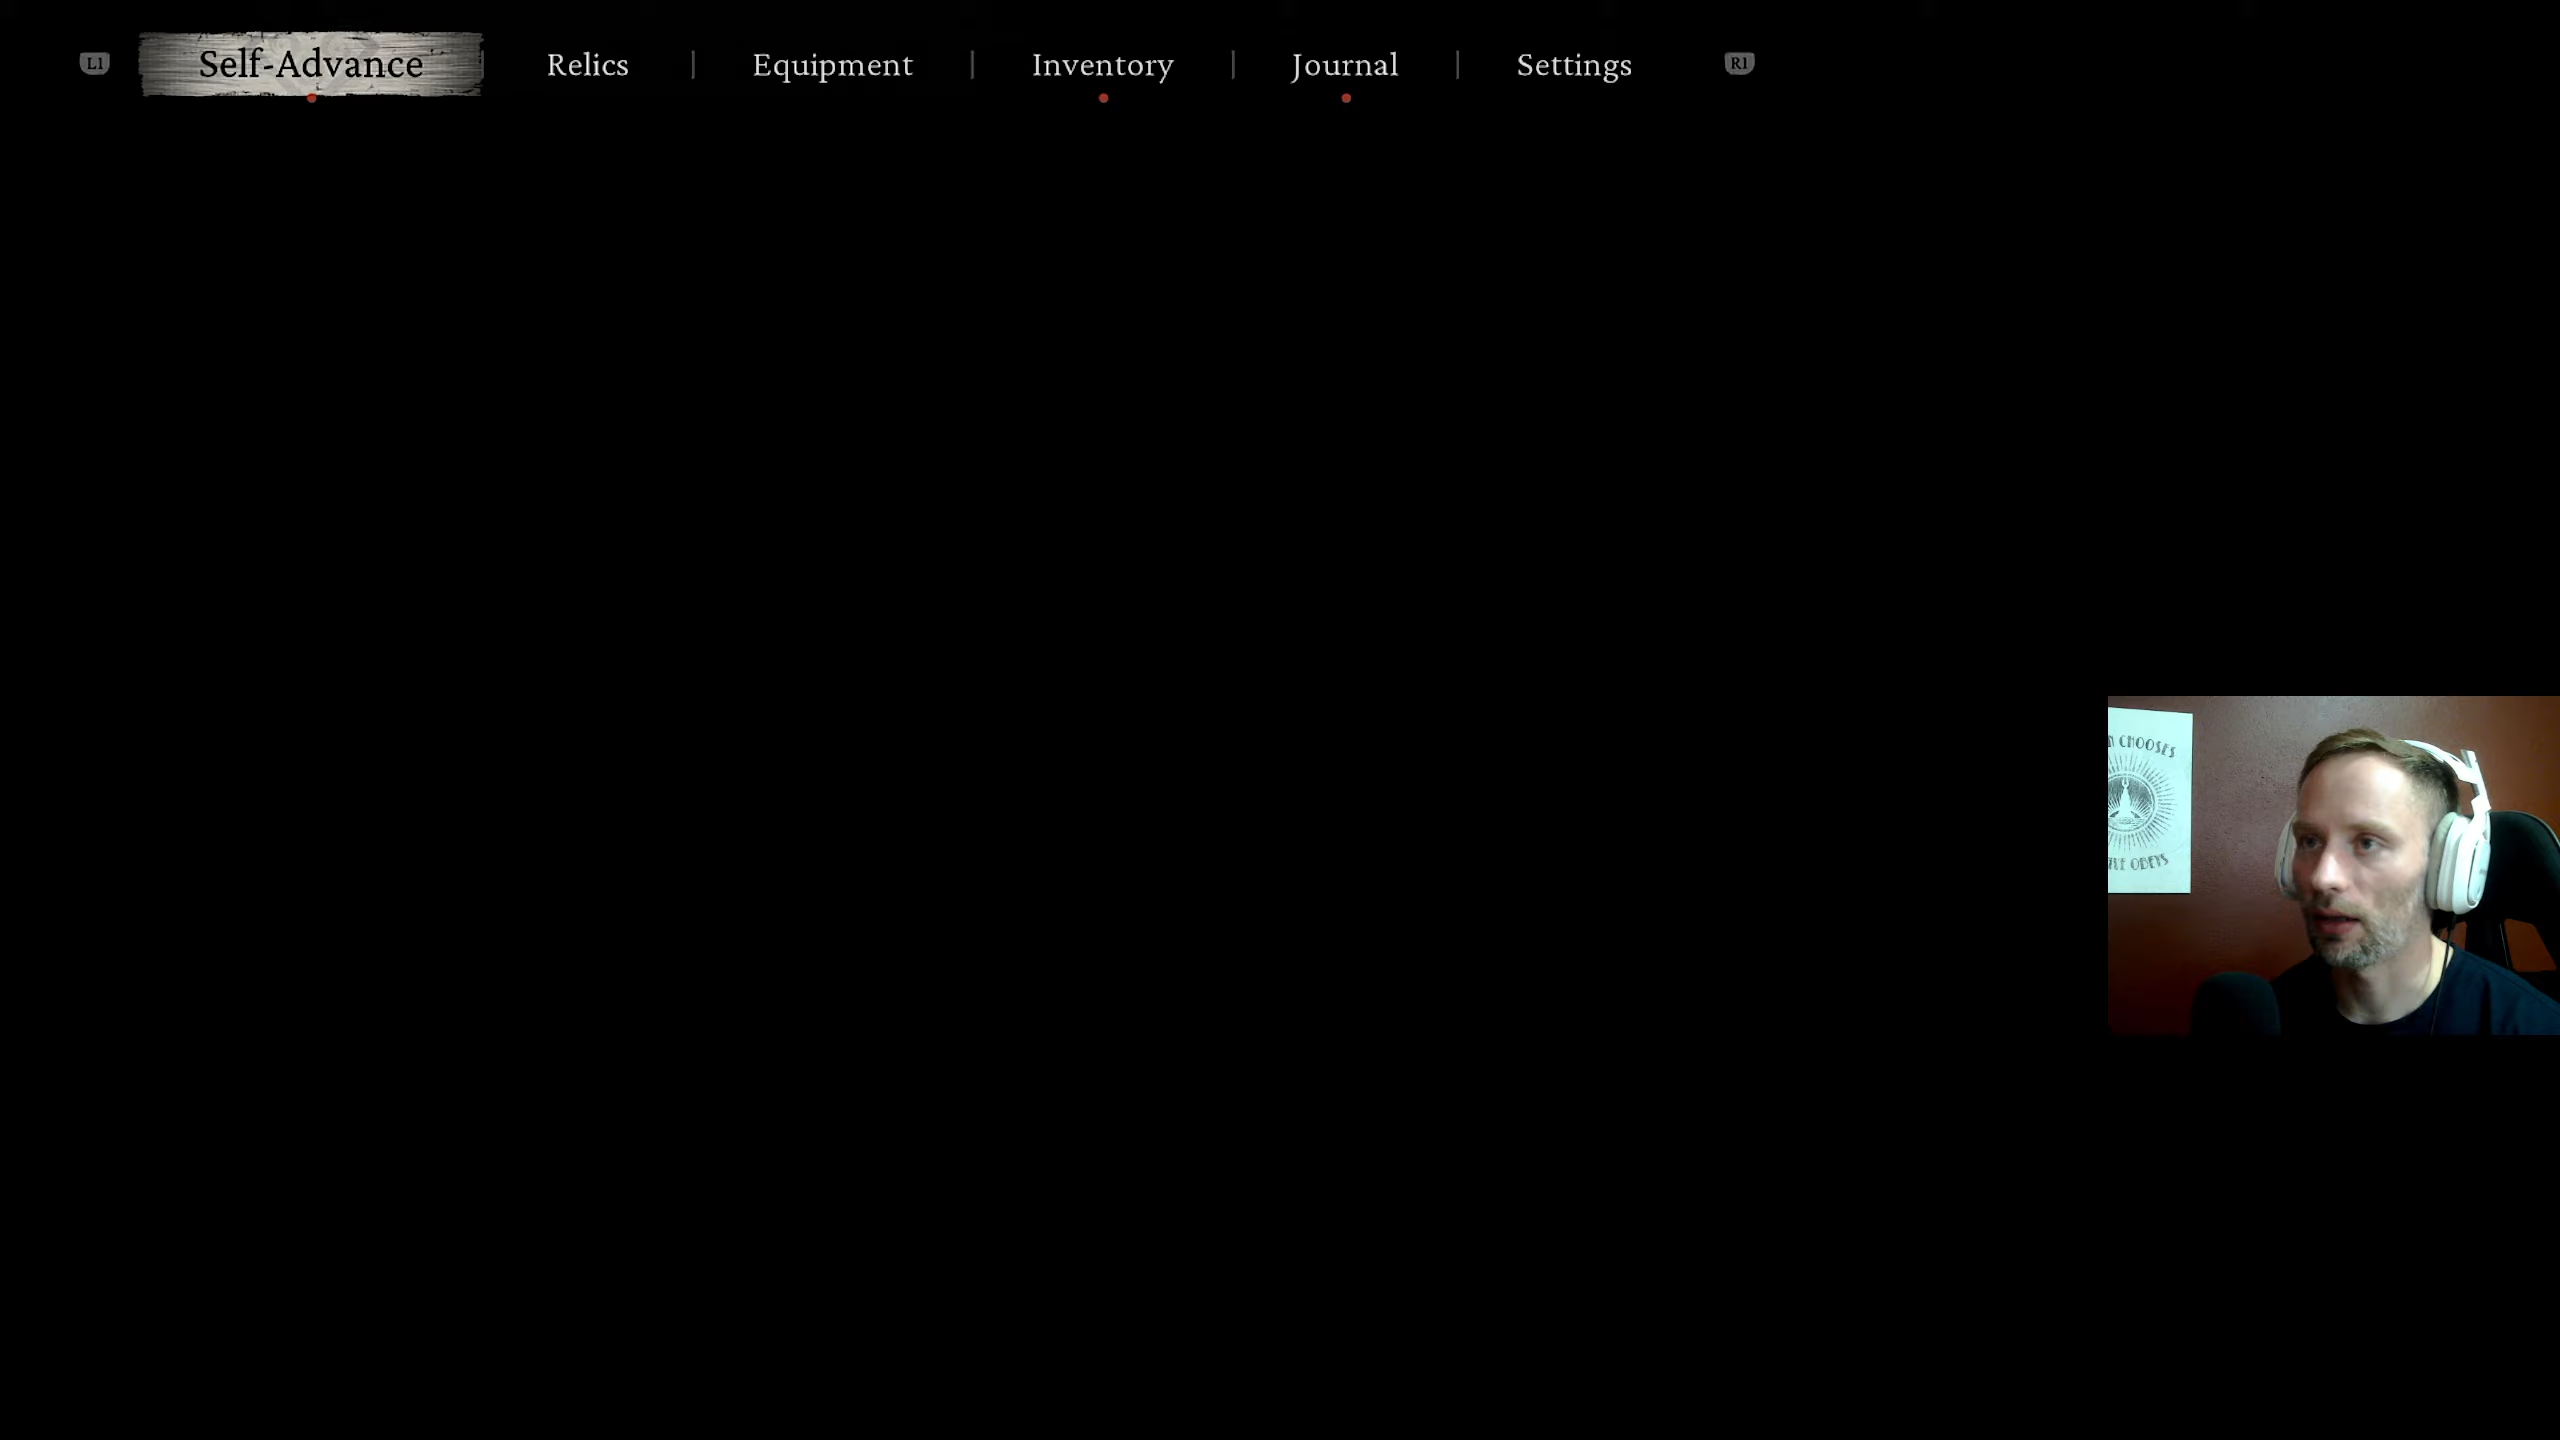 L1 Self-Advance | Relics | Equipment | Inventory | Journal | Settings R1
CHOOSES
OBEYS